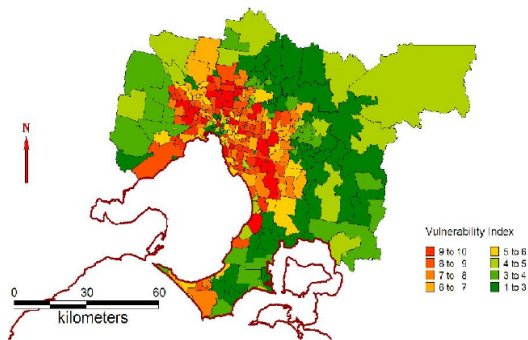 N
Vulnerability Index
9 to 10
8 to 9
7 to 8
6 to 7
5 to 6
4 to 5
3 to 4
1 to 3
0 30 60
kilometers